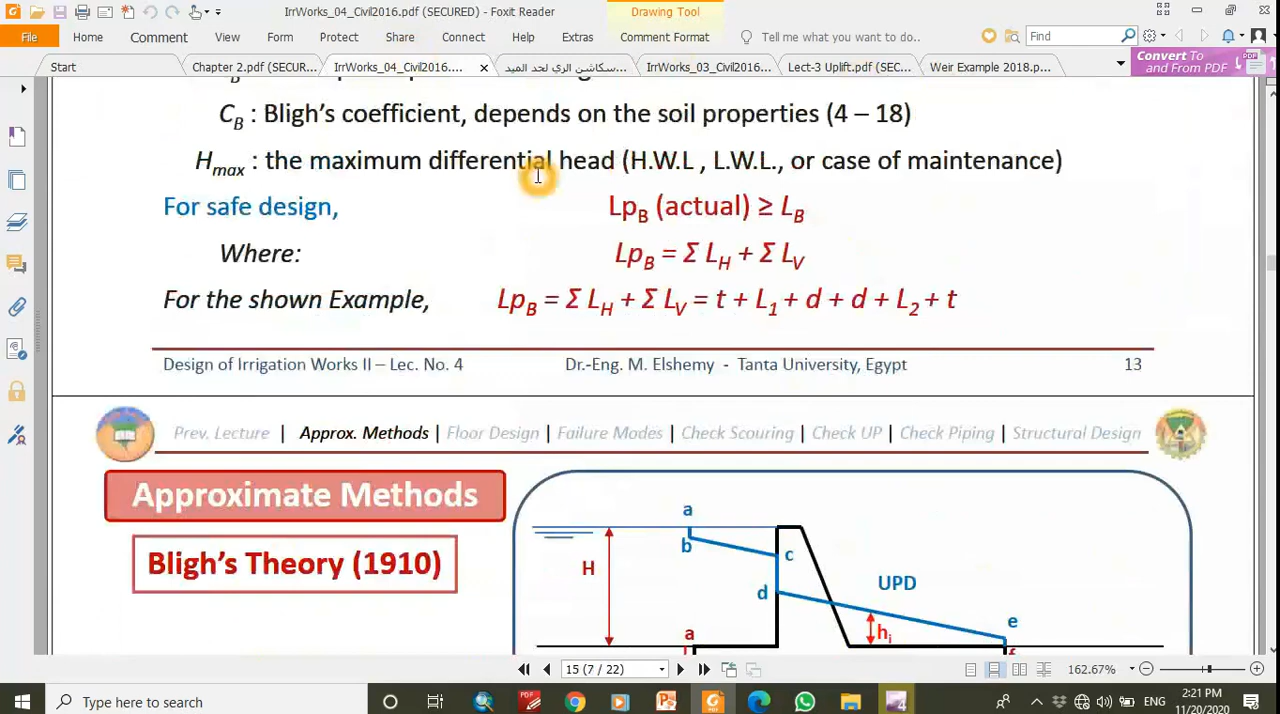 IrrWorks_04_Civil2016.pdf (SECURED) - Foxit Reader
Drawing Tool
File Home Comment View Form Protect Share Connect Help Extras Comment Format Tell me what you want to do.. Find
Start Chapter 2.pdf (SECUR... IrrWorks_04_Civil2016.... × سكاشن الري لحد الميد... IrrWorks_03_Civil2016... Lect-3 Uplift.pdf (SEC... Weir Example 2018.p...
Convert To
and From PDF
C_B : Bligh's coefficient, depends on the soil properties (4 – 18)
H_max : the maximum differential head (H.W.L , L.W.L., or case of maintenance)
For safe design, Lp_B (actual) ≥ L_B
Where: Lp_B = Σ L_H + Σ L_V
For the shown Example, Lp_B = Σ L_H + Σ L_V = t + L_1 + d + d + L_2 + t
Design of Irrigation Works II – Lec. No. 4 Dr.-Eng. M. Elshemy - Tanta University, Egypt 13
Prev. Lecture | Approx. Methods | Floor Design | Failure Modes | Check Scouring | Check UP | Check Piping | Structural Design
Approximate Methods
Bligh's Theory (1910)
a
b
c
H
UPD
d
h_i
e
a
f
15 (7 / 22) 162.67%
Type here to search
ENG
2:21 PM
11/20/2020